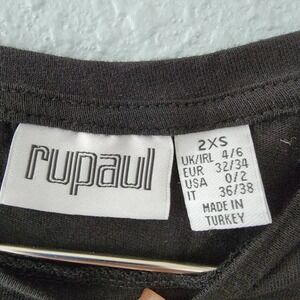 rupaul
2XS
UK/IRL 4/6
EUR 32/34
USA 0/2
IT 36/38
MADE IN
TURKEY